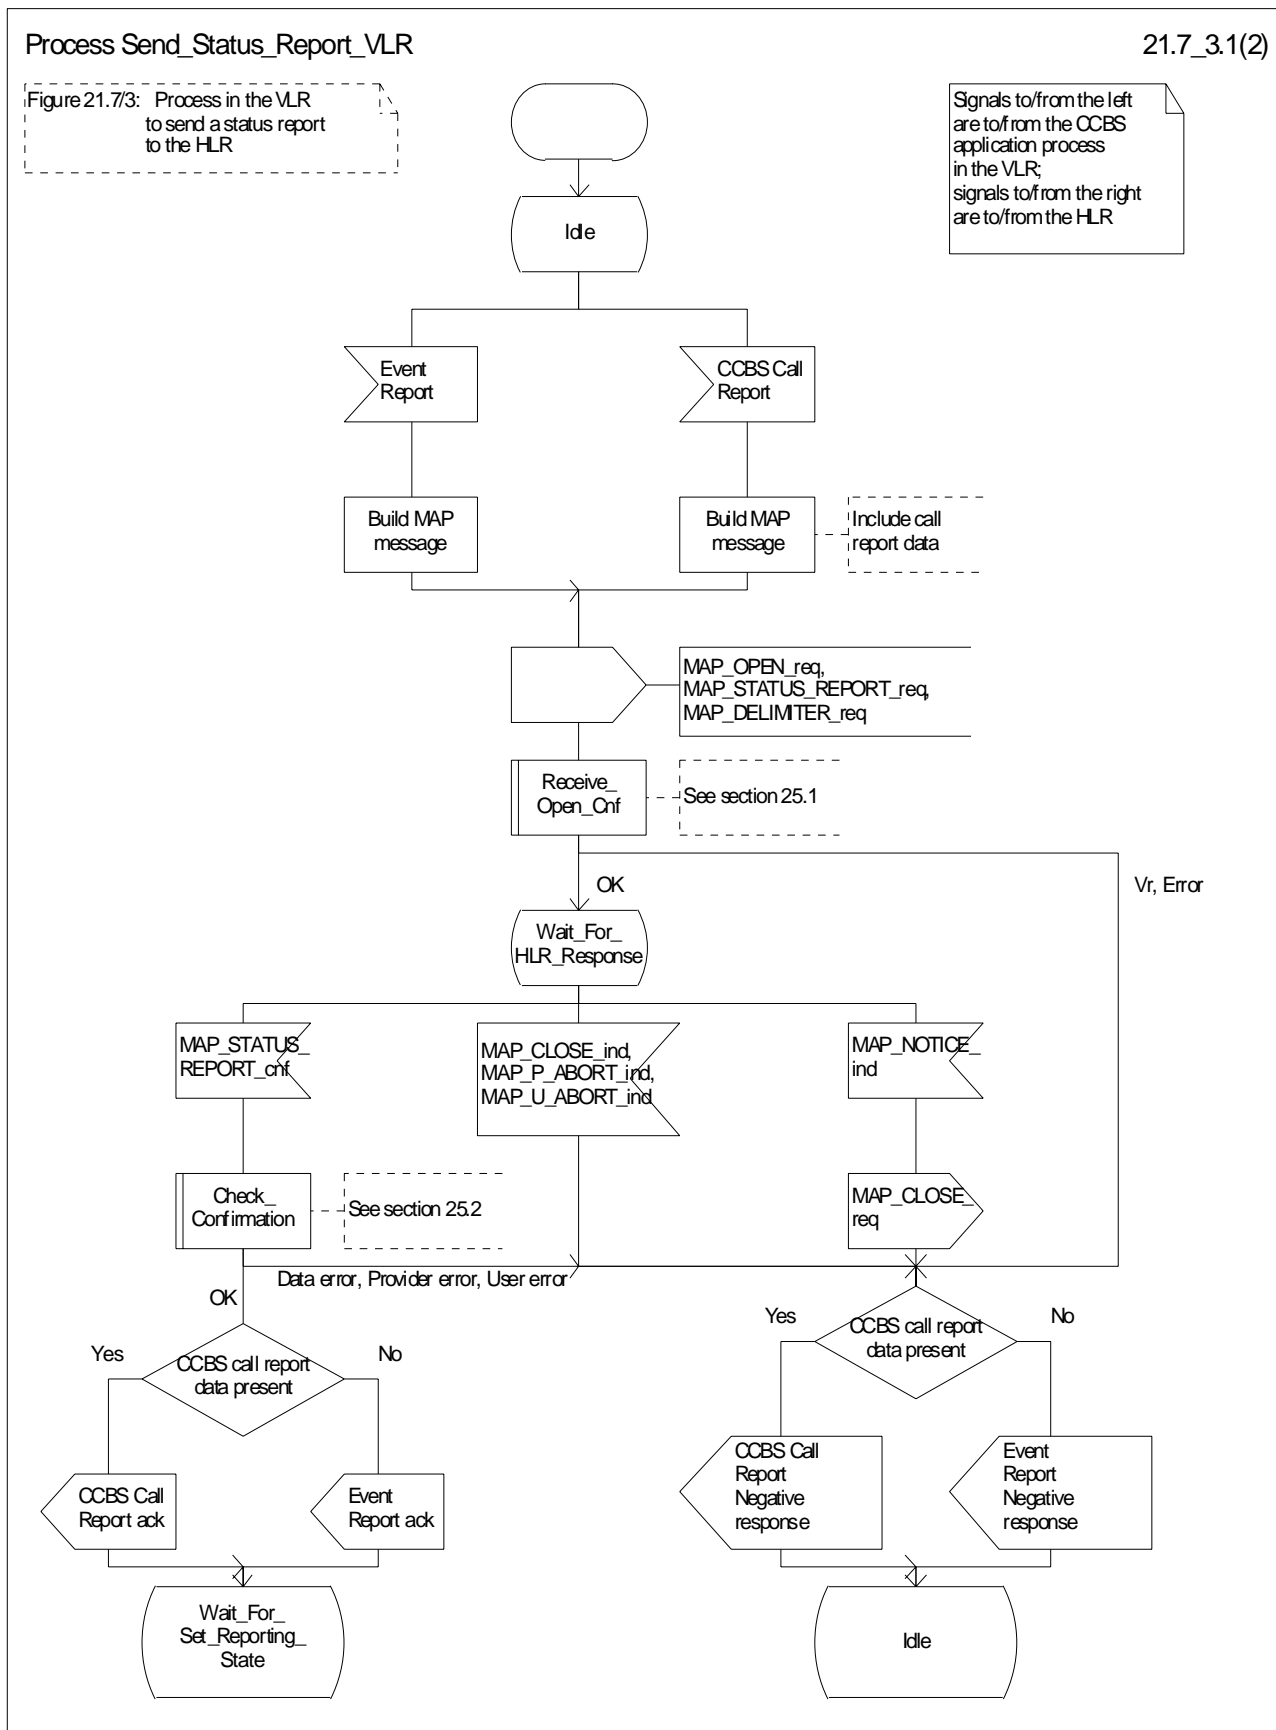 Process Send_Status_Report_VLR
21.7_3.1(2)
Figure 21.7/3: Process in the VLR
to send a status report
to the HLR
Signals to/from the left
are to/from the CCBS
application process
in the VLR;
signals to/from the right
are to/from the HLR
Idle
Event
Report
CCBS Call
Report
Build MAP
message
Build MAP
message
Include call
report data
MAP_OPEN_req,
MAP_STATUS_REPORT_req,
MAP_DELIMITER_req
Receive_
Open_Cnf
See section 25.1
OK
Vr, Error
Wait_For_
HLR_Response
MAP_STATUS_
REPORT_cnf
MAP_CLOSE_ind,
MAP_P_ABORT_ind,
MAP_U_ABORT_ind
MAP_NOTICE_
ind
Check_
Confirmation
See section 25.2
MAP_CLOSE_
req
Data error, Provider error, User error
OK
Yes
CCBS call report
data present
No
Yes
CCBS call report
data present
No
CCBS Call
Report ack
Event
Report ack
CCBS Call
Report
Negative
response
Event
Report
Negative
response
Wait_For_
Set_Reporting_
State
Idle